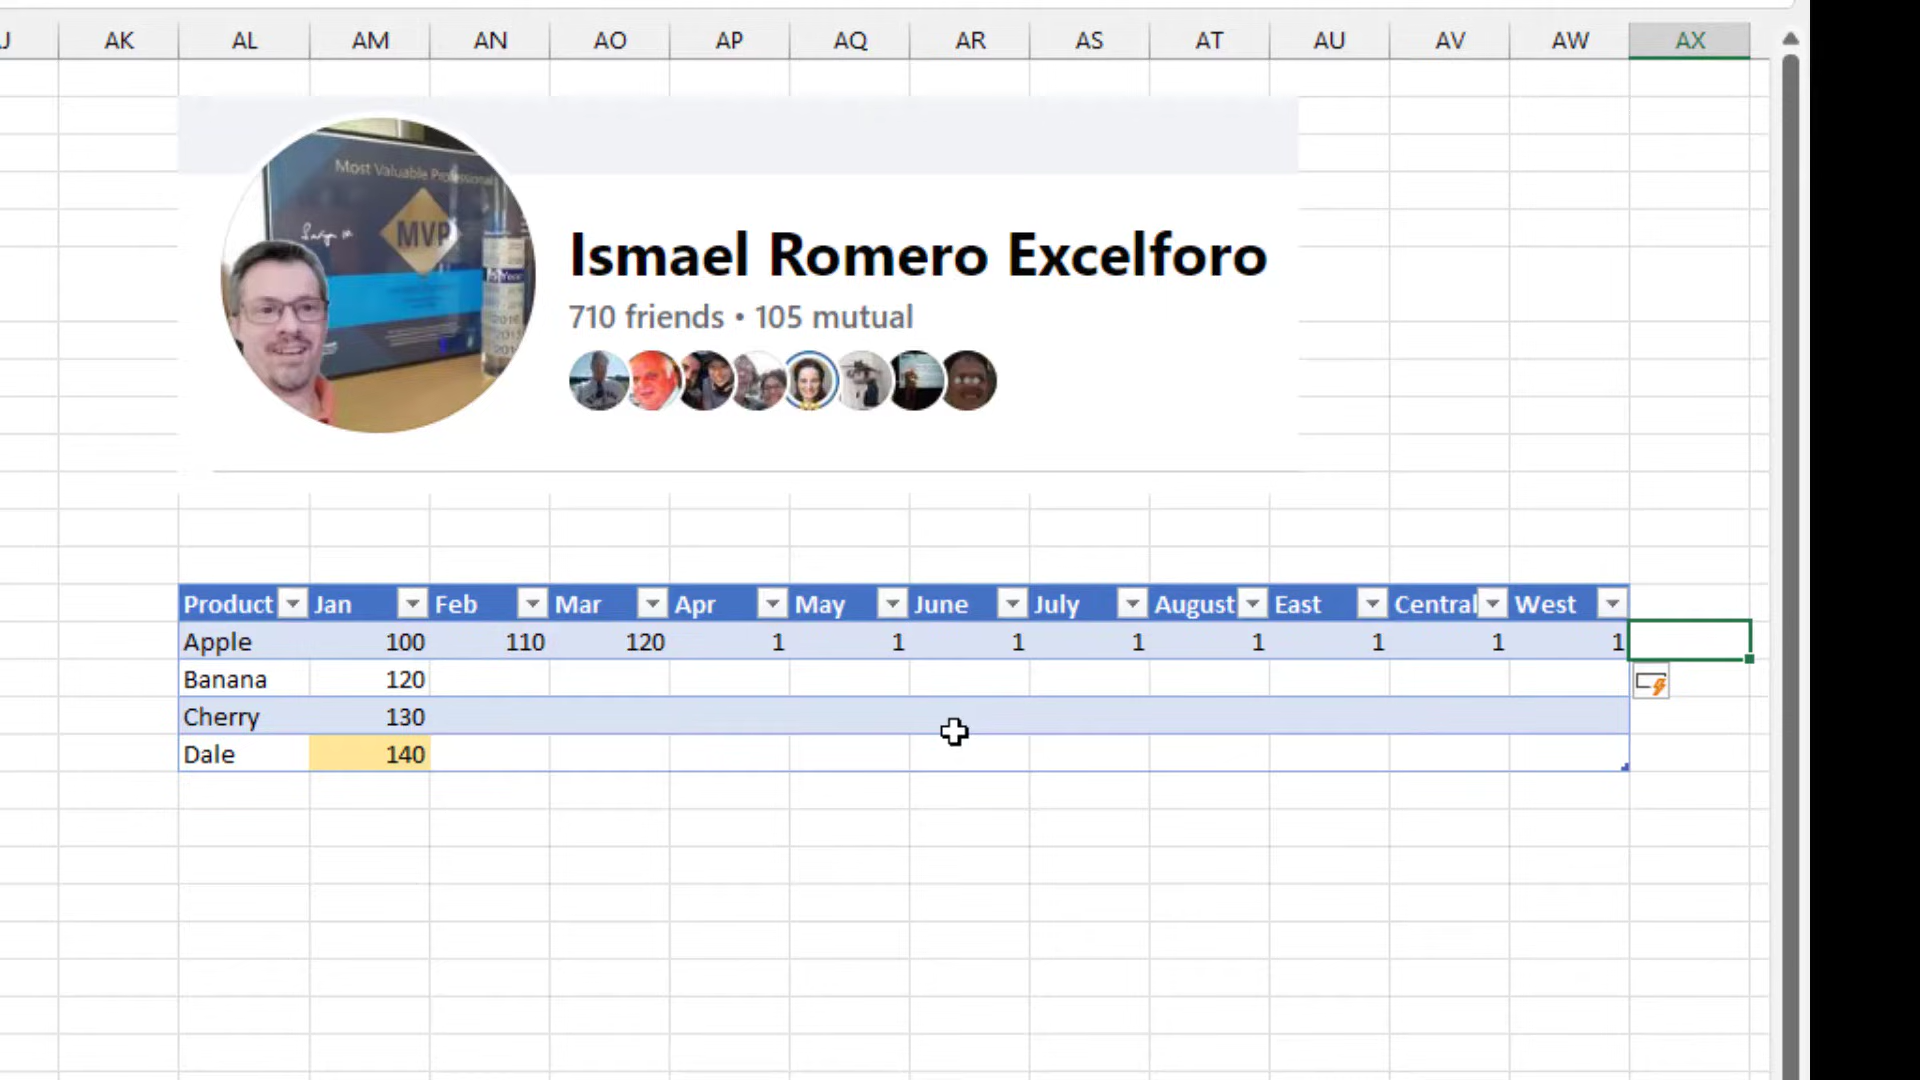 AK AL AM AN AO AP AQ AR AS AT AU AV AW AX
Most Valuable Professional
MVP
Ismael Romero Excelforo
710 friends • 105 mutual
Product Jan Feb Mar Apr May June July August East Central West
Apple 100 110 120 1 1 1 1 1 1 1 1
Banana 120
Cherry 130
Dale 140